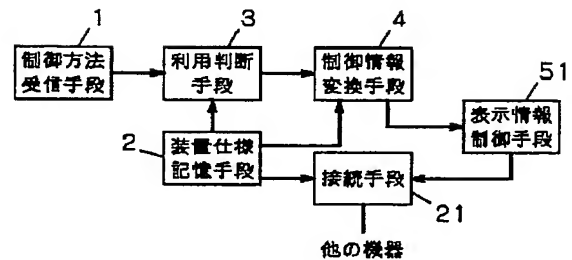 1
3
4
制御方法
受信手段
利用判断
手段
制御情報
変換手段
51
表示情報
制御手段
2
装置仕様
記憶手段
接続手段
21
他の機器